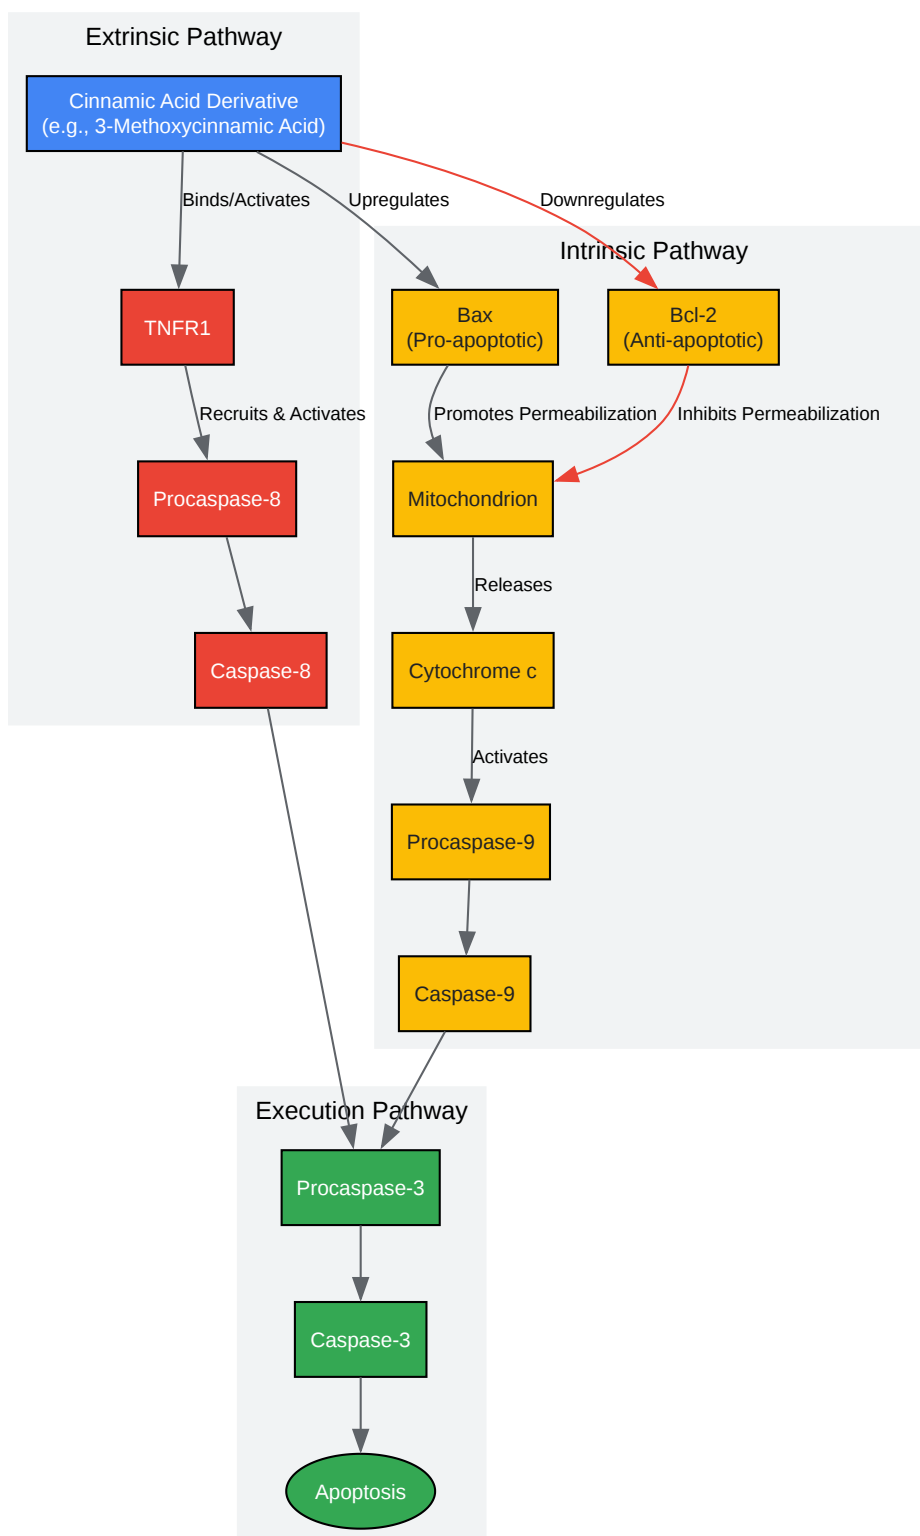 Extrinsic Pathway
Cinnamic Acid Derivative
(e.g., 3-Methoxycinnamic Acid)
Binds/Activates
Upregulates
Downregulates
Intrinsic Pathway
TNFR1
Bax
(Pro-apoptotic)
Bcl-2
(Anti-apoptotic)
Recruits & Activates
Promotes Permeabilization
Inhibits Permeabilization
Procaspase-8
Mitochondrion
Releases
Caspase-8
Cytochrome c
Activates
Procaspase-9
Caspase-9
Execution Pathway
Procaspase-3
Caspase-3
Apoptosis